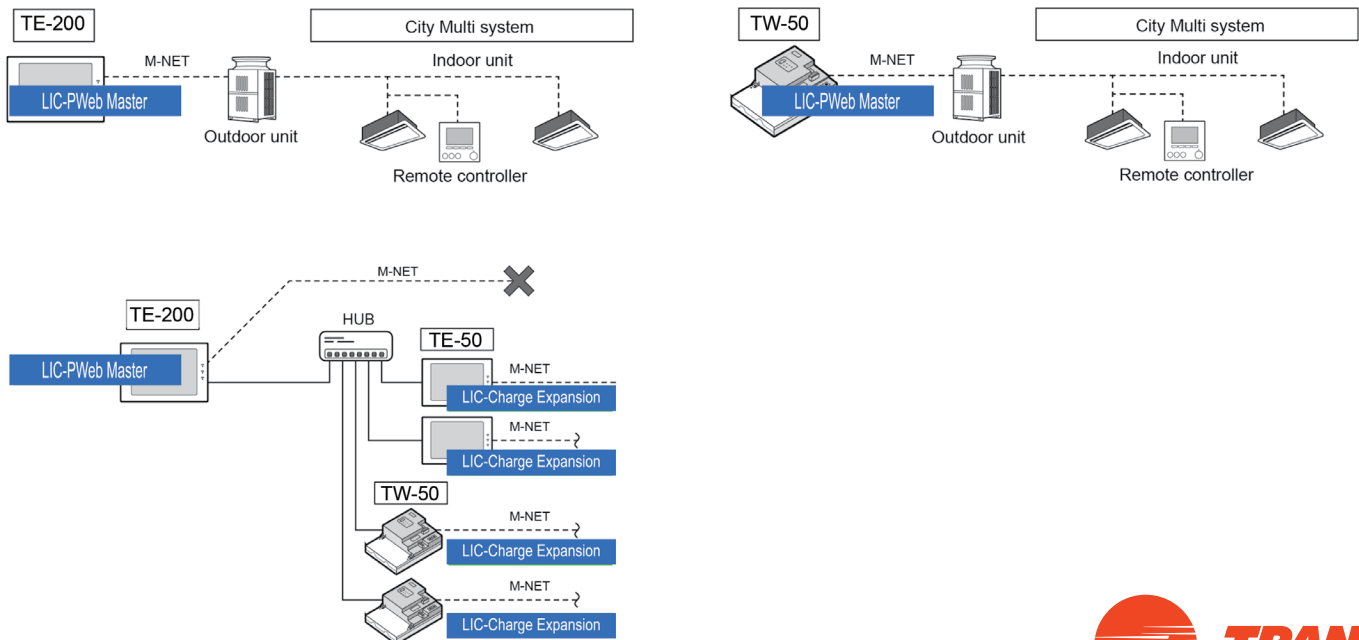 TE-200
City Multi system
M-NET
Indoor unit
LIC-PWeb Master
Outdoor unit
Remote controller
TW-50
City Multi system
M-NET
Indoor unit
LIC-PWeb Master
Outdoor unit
Remote controller
M-NET
TE-200
HUB
TE-50
LIC-PWeb Master
M-NET
LIC-Charge Expansion
M-NET
LIC-Charge Expansion
TW-50
M-NET
LIC-Charge Expansion
M-NET
LIC-Charge Expansion
TRAN